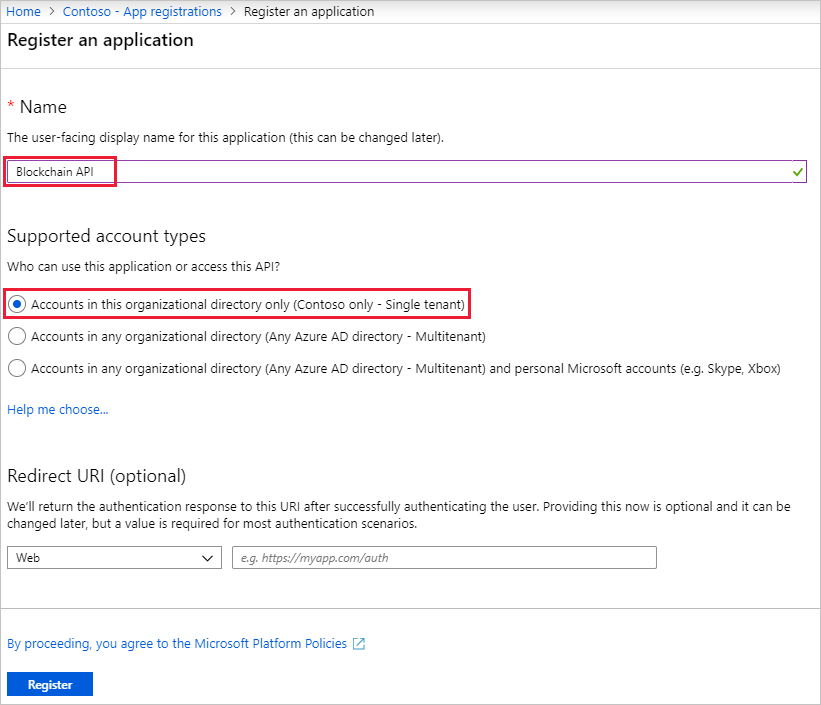 Home > Contoso - App registrations > Register an application
Register an application
* Name
The user-facing display name for this application (this can be changed later).
Blockchain API
Supported account types
Who can use this application or access this API?
Accounts in this organizational directory only (Contoso only - Single tenant)
Accounts in any organizational directory (Any Azure AD directory - Multitenant)
Accounts in any organizational directory (Any Azure AD directory - Multitenant) and personal Microsoft accounts (e.g. Skype, Xbox)
Help me choose...
Redirect URI (optional)
We'll return the authentication response to this URI after successfully authenticating the user. Providing this now is optional and it can be
changed later, but a value is required for most authentication scenarios.
Web e.g. https://myapp.com/auth
By proceeding, you agree to the Microsoft Platform Policies
Register